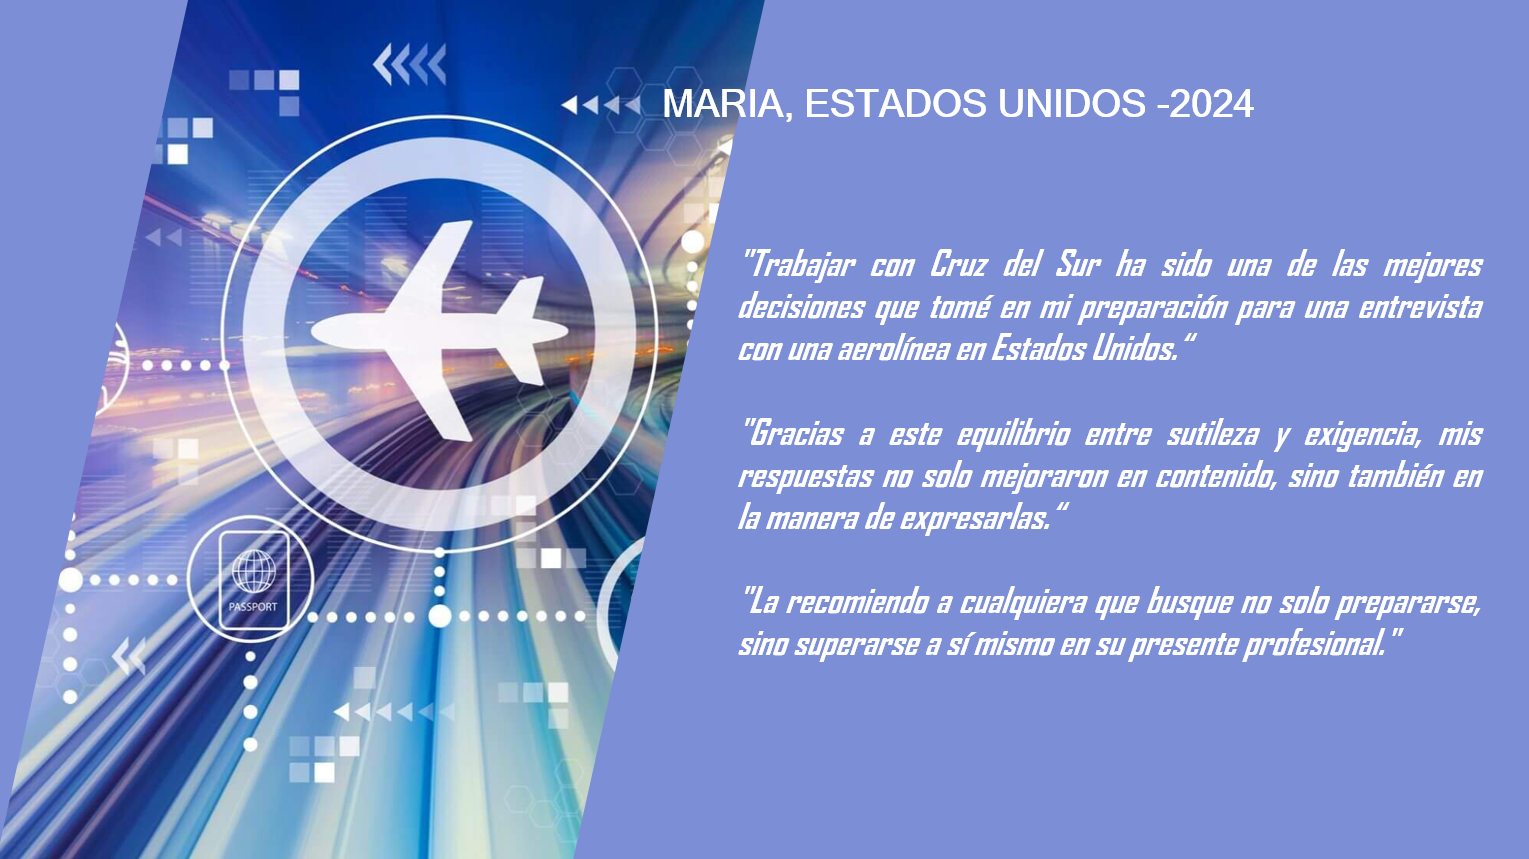 MARIA, ESTADOS UNIDOS -2024
"Trabajar con Cruz del Sur ha sido una de las mejores
decisiones que tomé en mi preparación para una entrevista
con una aerolínea en Estados Unidos.“
"Gracias a este equilibrio entre sutileza y exigencia, mis
respuestas no solo mejoraron en contenido, sino también en
la manera de expresarlas.“
"La recomiendo a cualquiera que busque no solo prepararse,
sino superarse a sí mismo en su presente profesional."
PASSPORT